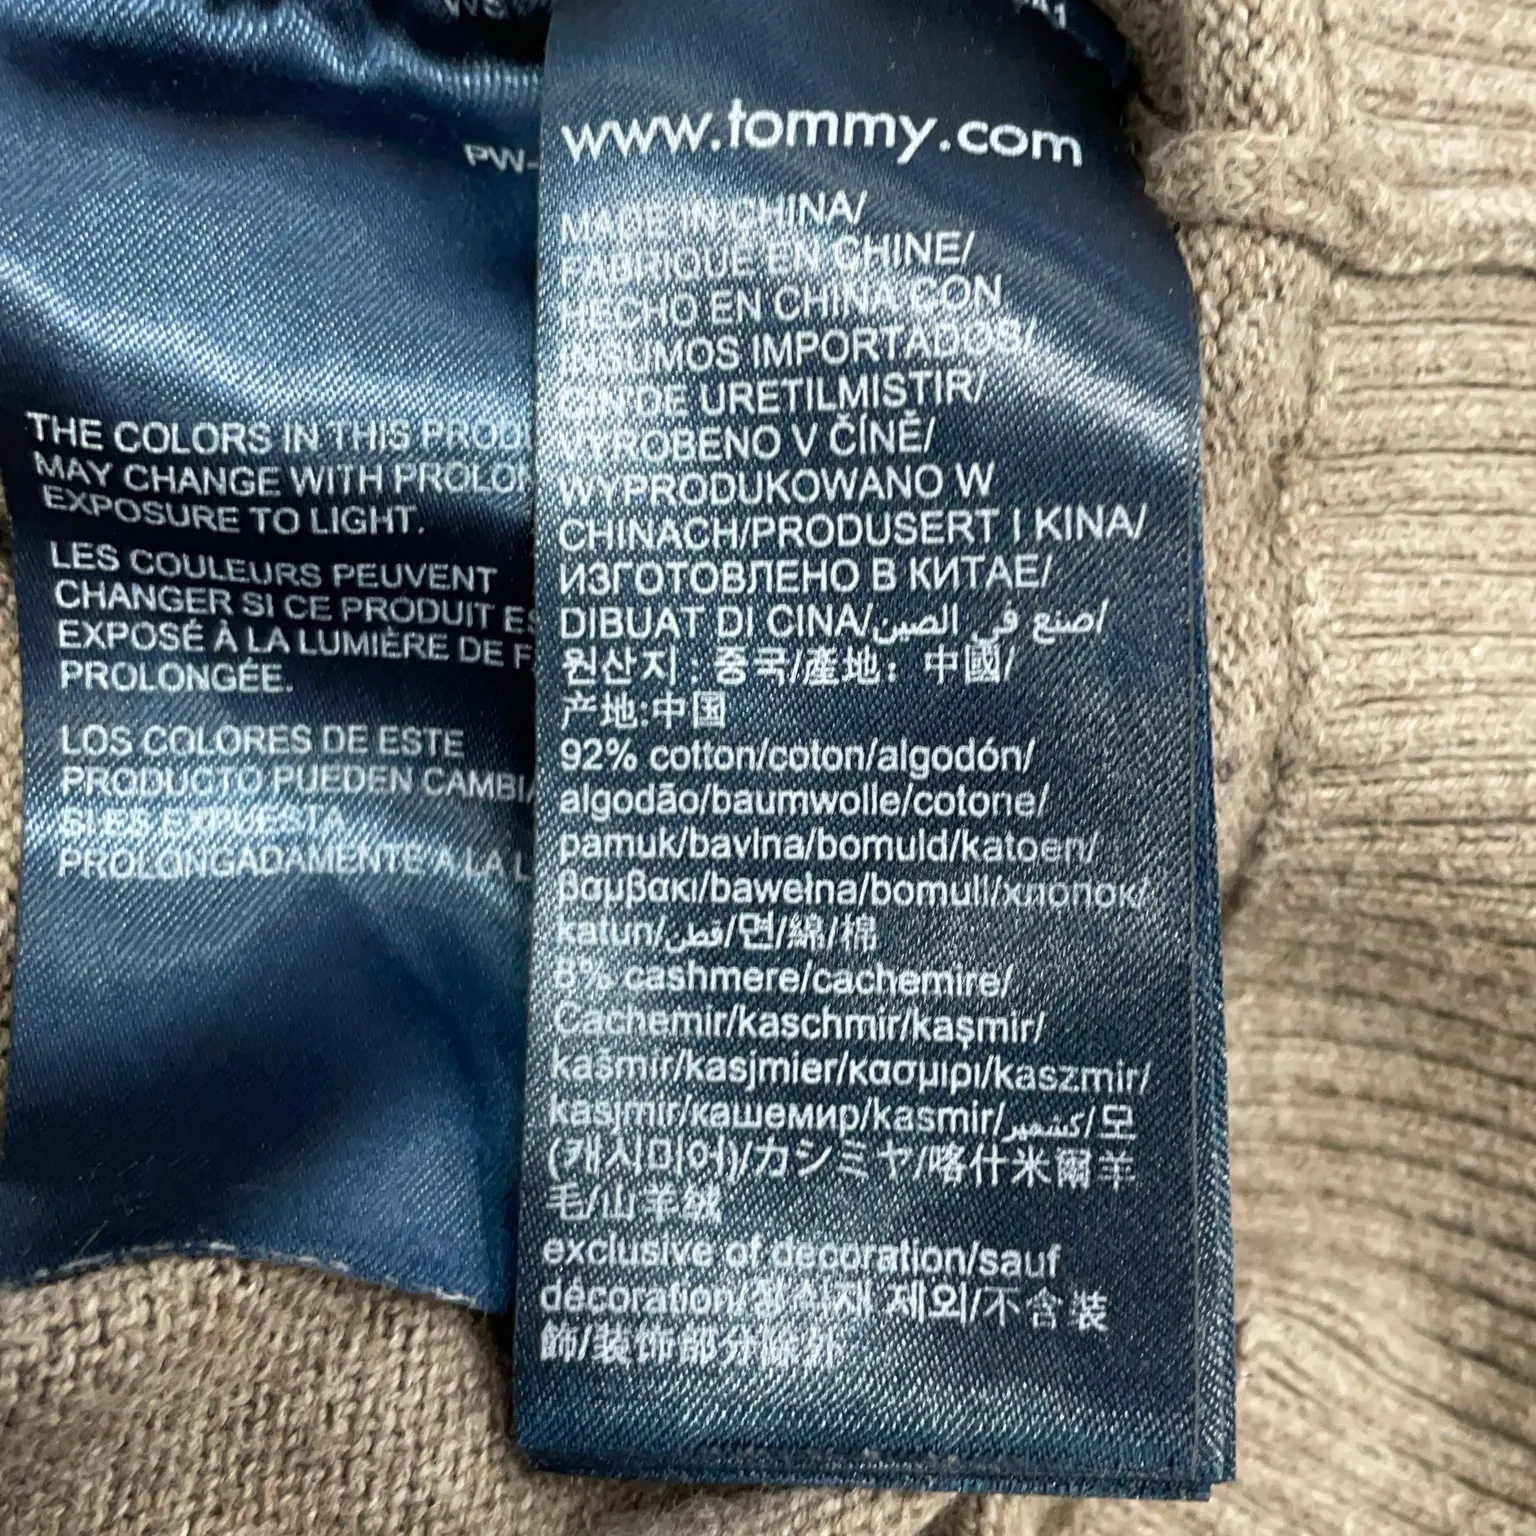 PW-
THE COLORS IN THIS PROD
MAY CHANGE WITH PROLON
EXPOSURE TO LIGHT.
LES COULEURS PEUVENT
CHANGER SI CE PRODUIT ES
EXPOSÉ À LA LUMIÈRE DE F
PROLONGÉE.
LOS COLORES DE ESTE
PRODUCTO PUEDEN CAMBIA
SI ES EXPUESTA
PROLONGADAMENTE A LA L
www.tommy.com
MADE IN CHINA/
FABRIQUE EN CHINE/
HECHO EN CHINA CON
INSUMOS IMPORTADOS/
ÇIN'DE URETILMISTIR/
VYROBENO V ČÍNĚ/
WYPRODUKOWANO W
CHINACH/PRODUSERT I KINA/
ИЗГОТОВЛЕНО В КИТАЕ/
DIBUAT DI CINA/صنع في الصين/
원산지 : 중국/產地： 中國/
产地:中国
92% cotton/coton/algodón/
algodão/baumwolle/cotone/
pamuk/bavlna/bomuld/katoen/
βαμβακι/bawełna/bomull/хлопок/
katun/قطن/면/綿/棉
8% cashmere/cachemire/
Cachemir/kaschmir/kaşmir/
kašmír/kasjmier/κασμιρι/kaszmir/
kasjmir/кашемир/kasmir/كشمير/모
(캐시미어)/カシミヤ/喀什米爾羊
毛/山羊绒
exclusive of decoration/sauf
décoration/장식재 제외/不含裝
飾/装饰部分除外